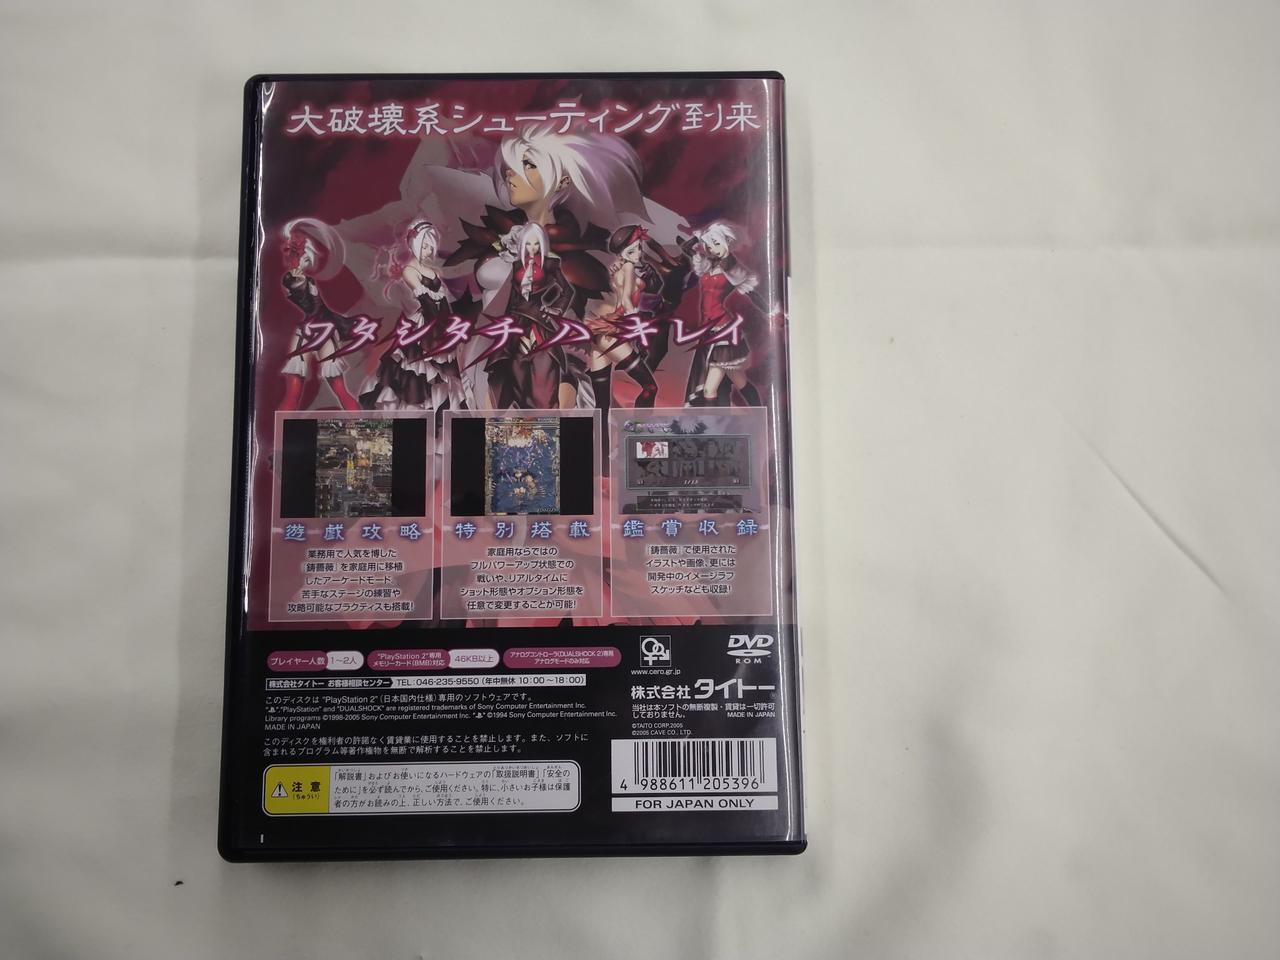 大破壊系シューティング到来
ワタシタチ ハ キレイ
遊戯攻略
業務用で人気を博した
『鋳薔薇』を家庭用に移植
したアーケードモード。
苦手なステージの練習や
攻略可能なプラクティスも搭載!
特別搭載
家庭用ならではの
フルパワーアップ状態での
戦いや、リアルタイムに
ショット形態やオプション形態を
任意で変更することが可能!
鑑賞収録
『鋳薔薇』で使用された
イラストや画像、更には
開発中のイメージラフ
スケッチなども収録!
プレイヤー人数 1~2人
"PlayStation 2"専用
メモリーカード(8MB)対応
46KB以上
アナログコントローラ(DUALSHOCK 2)専用
アナログモードのみ対応
株式会社タイトー お客様相談センター TEL:046-235-9550(年中無休 10:00~18:00)
このディスクは "PlayStation 2"(日本国内仕様)専用のソフトウェアです。
"PlayStation" and "DUALSHOCK" are registered trademarks of Sony Computer Entertainment Inc.
Library programs ©1998-2005 Sony Computer Entertainment Inc. " " ©1994 Sony Computer Entertainment Inc.
MADE IN JAPAN
このディスクを権利者の許諾なく賃貸業に使用することを禁じます。また、ソフトに
含まれるプログラム等著作権物を無断で解析することを禁止します。
注意
(ちゅうい)
「解説書」およびお使いになるハードウェアの「取扱説明書」「安全の
ために」を必ず読んでから、ご使用ください。特に、小さいお子様は保護
者の方がお読みの上、正しい方法で、ご使用ください。
www.cero.gr.jp
DVD
ROM
株式会社タイトー
当社は本ソフトの無断複製・賃貸は一切許可
しておりません。
MADE IN JAPAN
©TAITO CORP.2005
©2005 CAVE CO., LTD.
4 988611 205396
FOR JAPAN ONLY